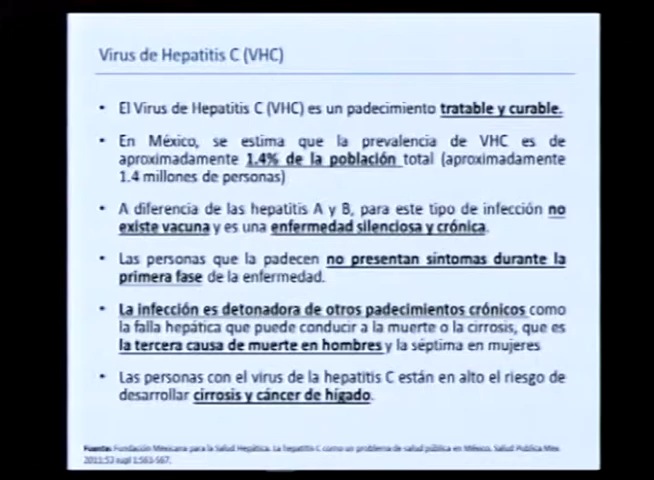 Virus de Hepatitis C (VHC)
• El Virus de Hepatitis C (VHC) es un padecimiento tratable y curable.
• En México, se estima que la prevalencia de VHC es de
aproximadamente 1.4% de la población total (aproximadamente
1.4 millones de personas)
• A diferencia de las hepatitis A y B, para este tipo de infección no
existe vacuna y es una enfermedad silenciosa y crónica.
• Las personas que la padecen no presentan síntomas durante la
primera fase de la enfermedad.
• La infección es detonadora de otros padecimientos crónicos como
la falla hepática que puede conducir a la muerte o la cirrosis, que es
la tercera causa de muerte en hombres y la séptima en mujeres
• Las personas con el virus de la hepatitis C están en alto el riesgo de
desarrollar cirrosis y cáncer de hígado.
Fuente: Fundación Mexicana para la Salud Hepática. La hepatitis C como un problema de salud pública en México. Salud Publica Mex
2011;53 supl 1:S61-S67.